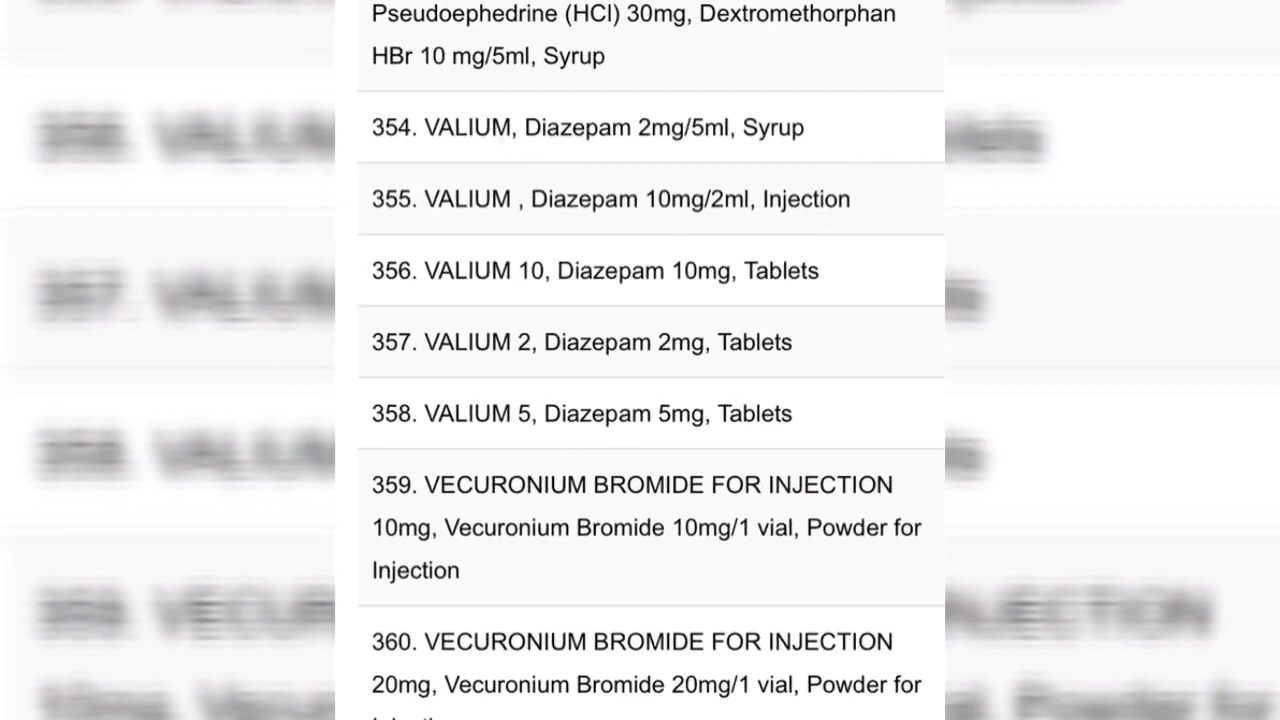 Pseudoephedrine (HCl) 30mg, Dextromethorphan
HBr 10 mg/5ml, Syrup
354. VALIUM, Diazepam 2mg/5ml, Syrup
355. VALIUM , Diazepam 10mg/2ml, Injection
356. VALIUM 10, Diazepam 10mg, Tablets
357. VALIUM 2, Diazepam 2mg, Tablets
358. VALIUM 5, Diazepam 5mg, Tablets
359. VECURONIUM BROMIDE FOR INJECTION
10mg, Vecuronium Bromide 10mg/1 vial, Powder for
Injection
360. VECURONIUM BROMIDE FOR INJECTION
20mg, Vecuronium Bromide 20mg/1 vial, Powder for